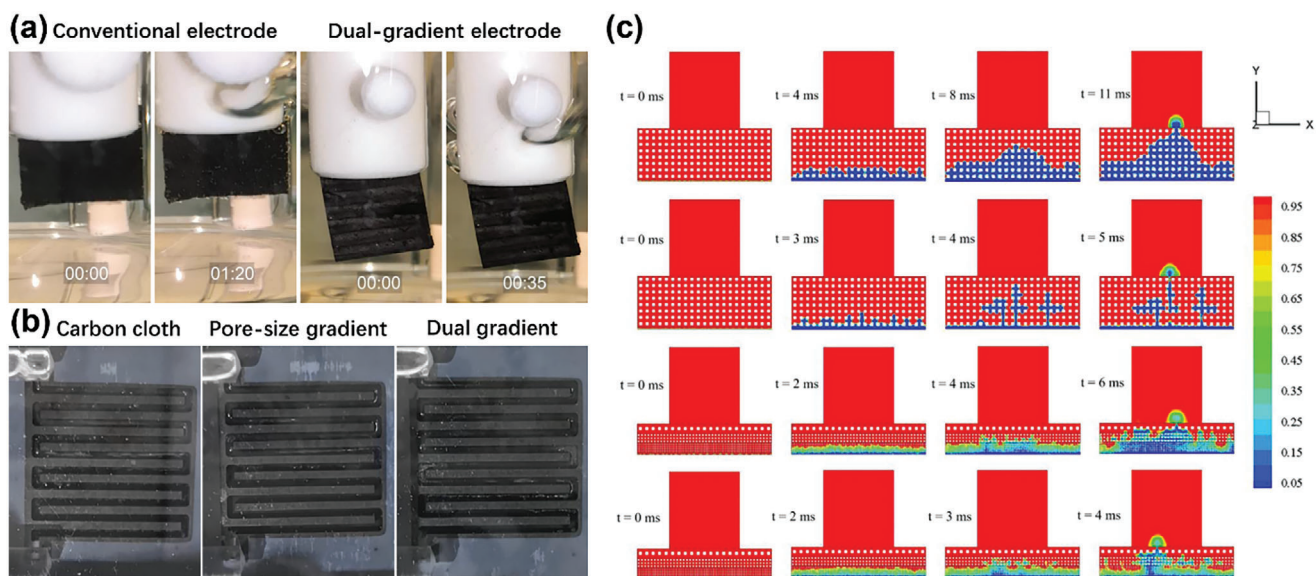 (a)
Conventional electrode
Dual-gradient electrode
00:00
01:20
00:00
00:35
(b)
Carbon cloth
Pore-size gradient
Dual gradient
(c)
t = 0 ms
t = 4 ms
t = 8 ms
t = 11 ms
Y
Z
X
t = 0 ms
t = 3 ms
t = 4 ms
t = 5 ms
t = 0 ms
t = 2 ms
t = 4 ms
t = 6 ms
t = 0 ms
t = 2 ms
t = 3 ms
t = 4 ms
0.95
0.85
0.75
0.65
0.55
0.45
0.35
0.25
0.15
0.05